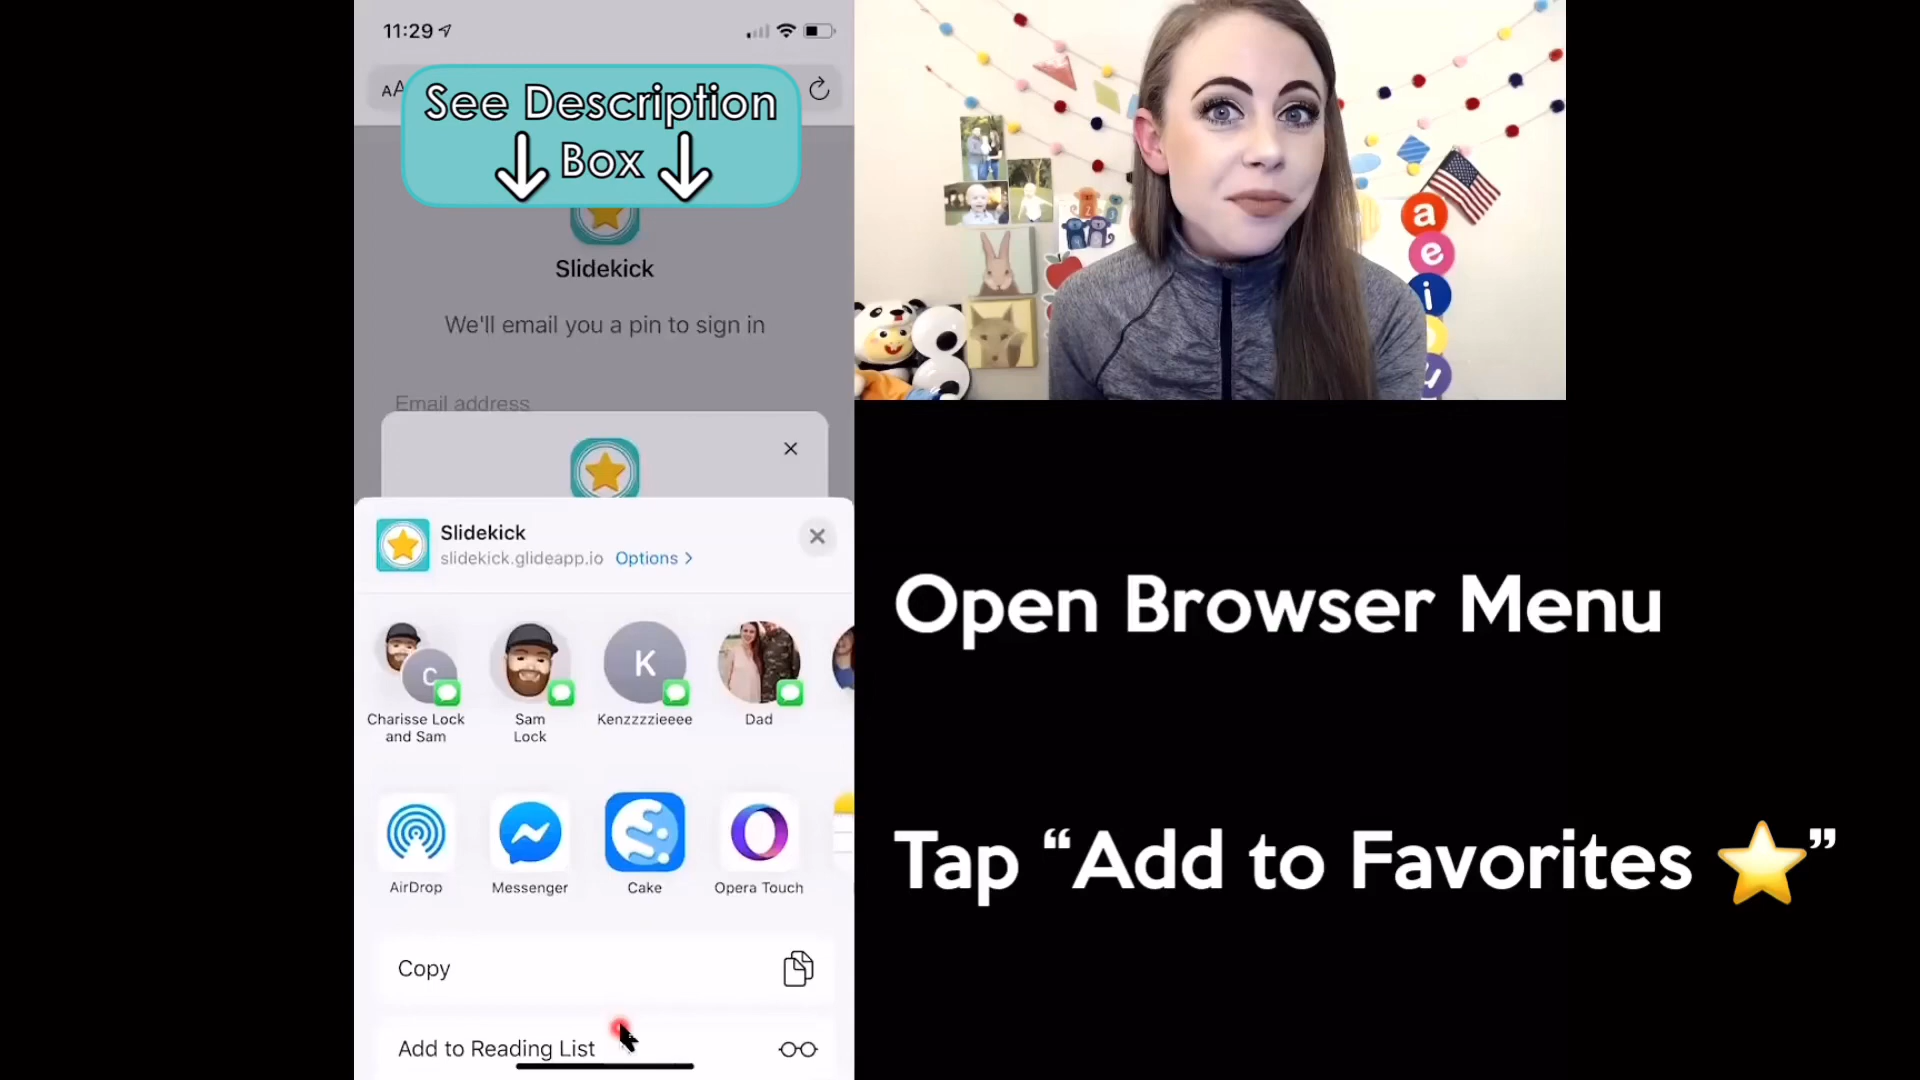 11:29
AA
See Description
Box
Slidekick
We'll email you a pin to sign in
Email address
Slidekick
slidekick.glideapp.io Options >
C
K
Charisse Lock
and Sam
Sam
Lock
Kenzzzzieeee
Dad
AirDrop
Messenger
Cake
Opera Touch
Copy
Add to Reading List
a
e
i
u
Open Browser Menu
Tap “Add to Favorites ⭐”